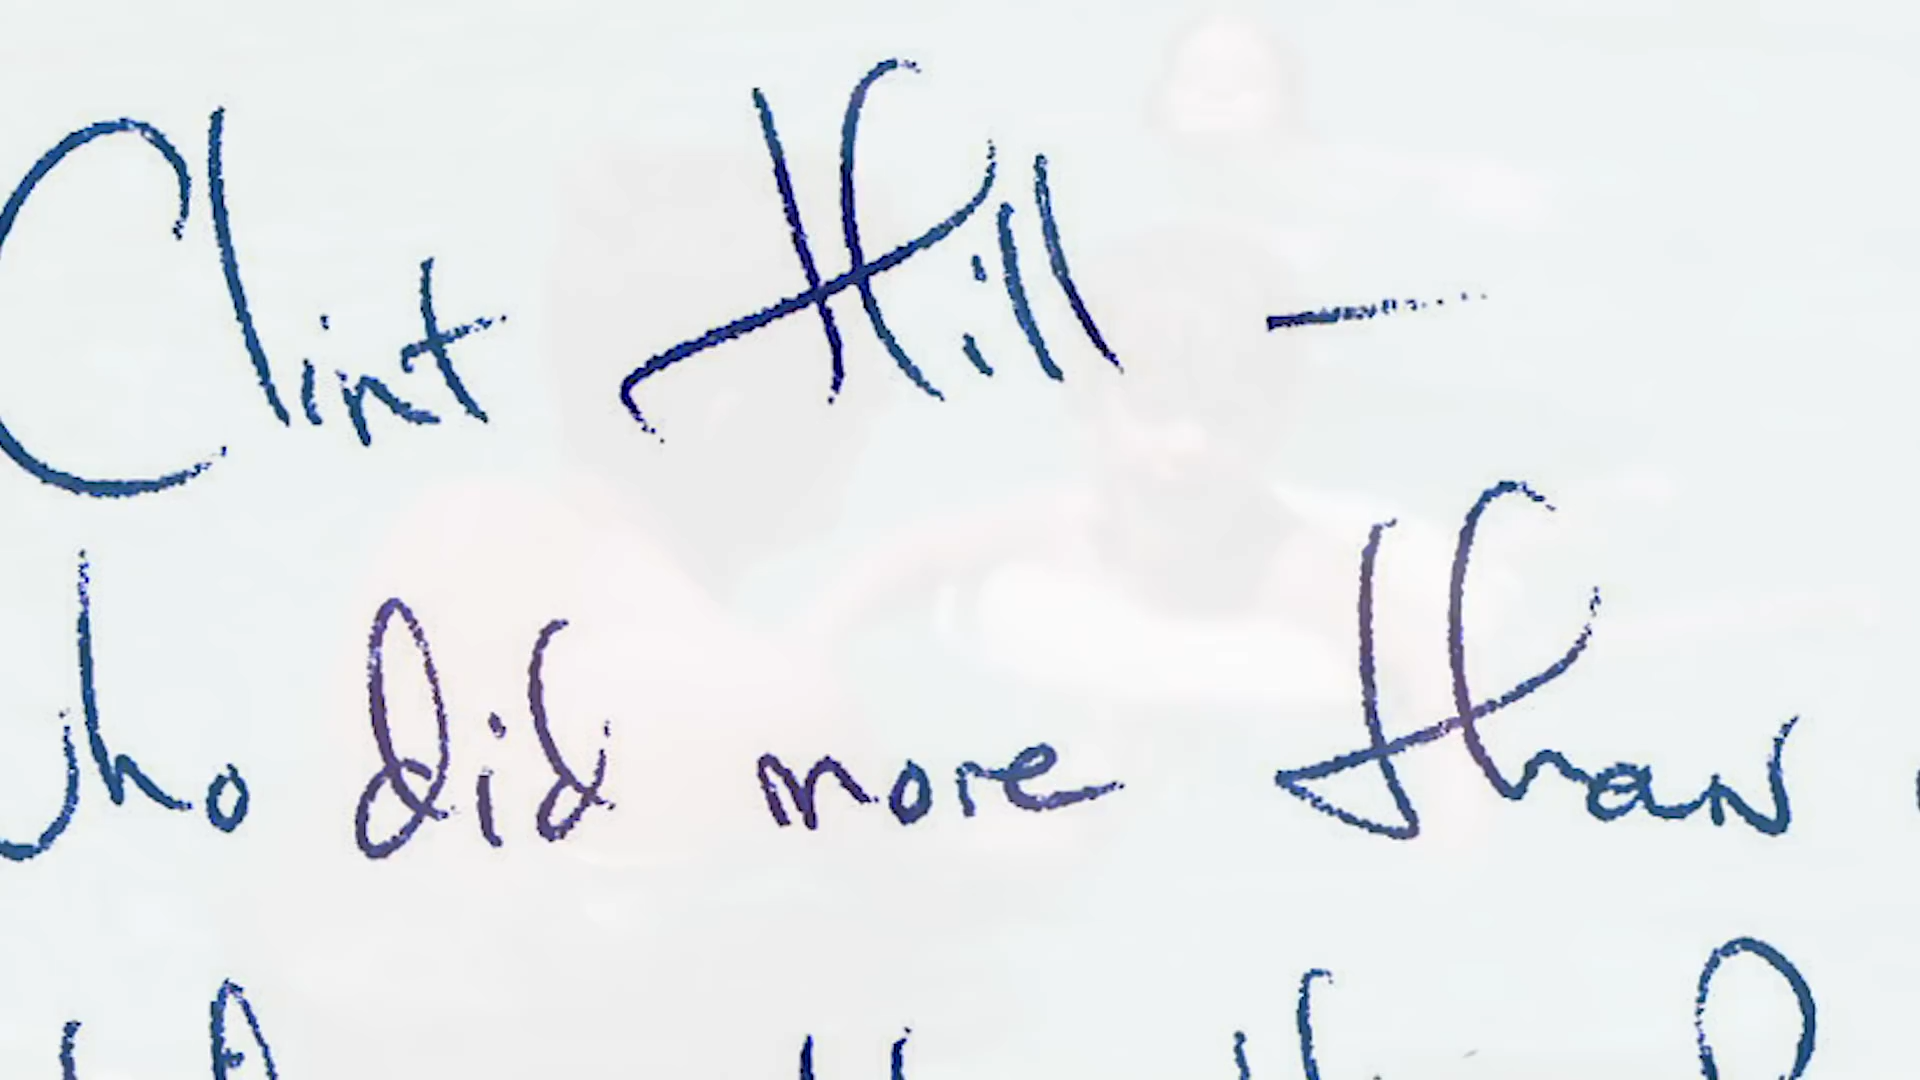 Clint Hill —
who did more than